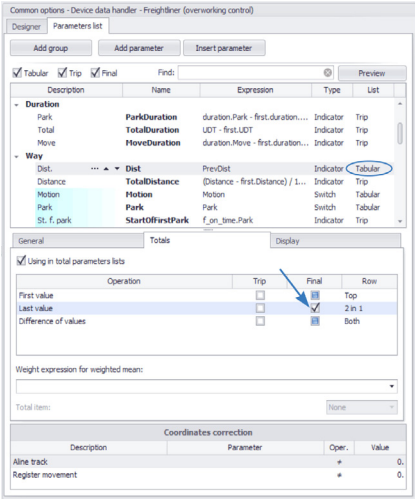 Common options - Device data handler - Freightliner (overworking control)
Designer Parameters list
Add group Add parameter Insert parameter
Tabular Trip Final Find: Preview
Description Name Expression Type List
Duration
Park ParkDuration duration.Park - first.duration.... Indicator Trip
Total TotalDuration UDT - first.UDT Indicator Trip
Move MoveDuration duration.Move - first.duration... Indicator Trip
Way
Dist. ... Dist PrevDist Indicator Tabular
Distance TotalDistance (Distance - first.Distance) / 1... Indicator Trip
Motion Motion Motion Switch Tabular
Park Park Park Switch Tabular
St. f. park StartOfFirstPark f_on_time.Park Indicator Trip
General Totals Display
Using in total parameters lists
Operation Trip Final Row
First value Top
Last value 2 in 1
Difference of values Both
Weight expression for weighted mean:
Total item: None
Coordinates correction
Description Parameter Oper. Value
Aline track * 0.
Register movement * 0.